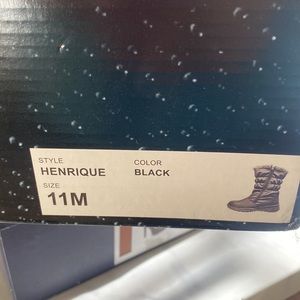 STYLE COLOR
HENRIQUE BLACK
SIZE
11M